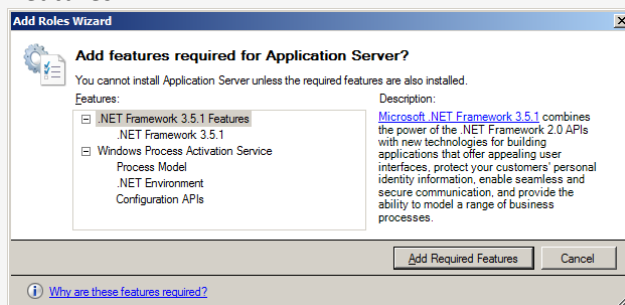 Add Roles Wizard
Add features required for Application Server?
You cannot install Application Server unless the required features are also installed.
Features:
.NET Framework 3.5.1 Features
.NET Framework 3.5.1
Windows Process Activation Service
Process Model
.NET Environment
Configuration APIs
Description:
Microsoft .NET Framework 3.5.1 combines
the power of the .NET Framework 2.0 APIs
with new technologies for building
applications that offer appealing user
interfaces, protect your customers' personal
identity information, enable seamless and
secure communication, and provide the
ability to model a range of business
processes.
Add Required Features
Cancel
Why are these features required?